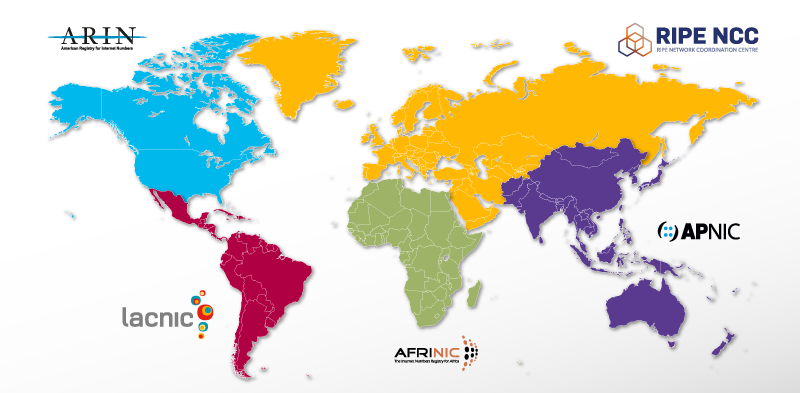 ARIN
American Registry for Internet Numbers
RIPE NCC
RIPE NETWORK COORDINATION CENTRE
APNIC
lacnic
AFRINIC
The Internet Numbers Registry for Africa